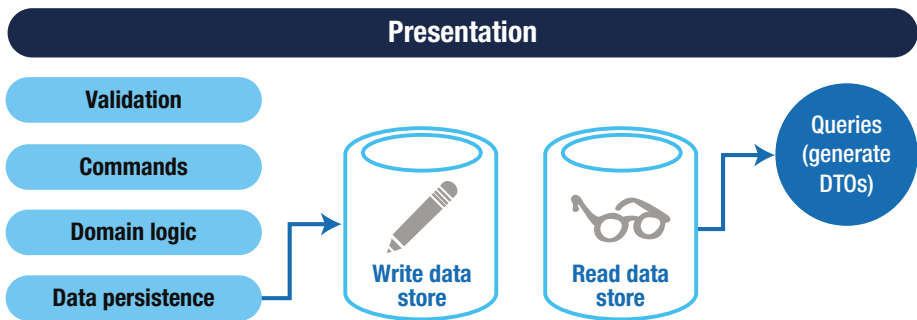 Presentation
Validation
Commands
Domain logic
Data persistence
Write data
store
Read data
store
Queries
(generate
DTOs)